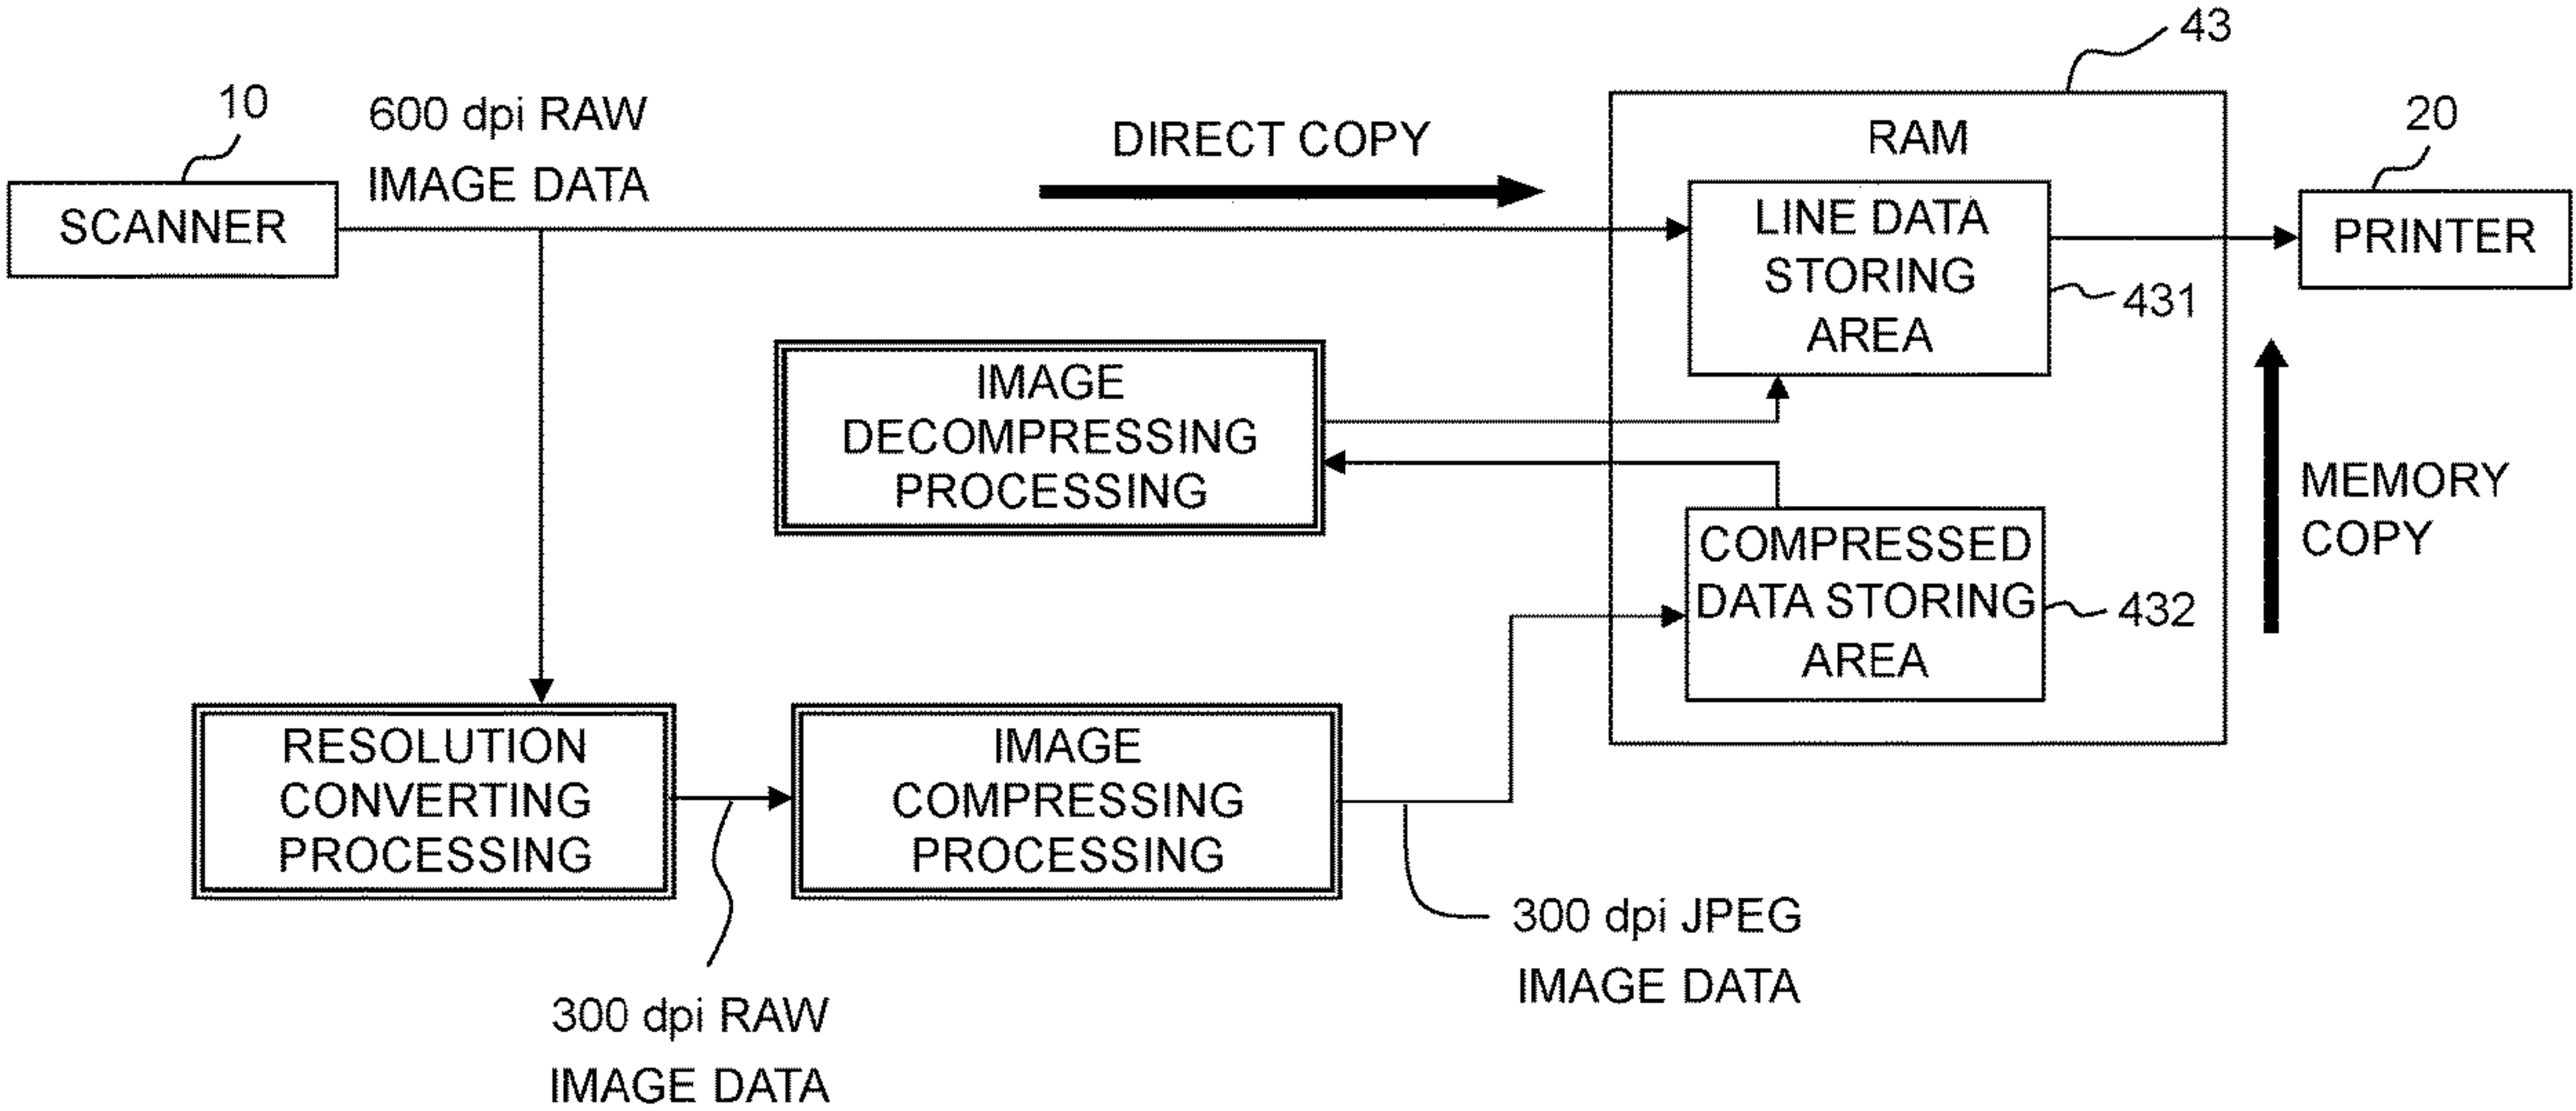 43
10
600 dpi RAW
IMAGE DATA
DIRECT COPY
RAM
20
SCANNER
LINE DATA
STORING
AREA
431
PRINTER
IMAGE
DECOMPRESSING
PROCESSING
MEMORY
COPY
COMPRESSED
DATA STORING
AREA
432
RESOLUTION
CONVERTING
PROCESSING
IMAGE
COMPRESSING
PROCESSING
300 dpi JPEG
IMAGE DATA
300 dpi RAW
IMAGE DATA